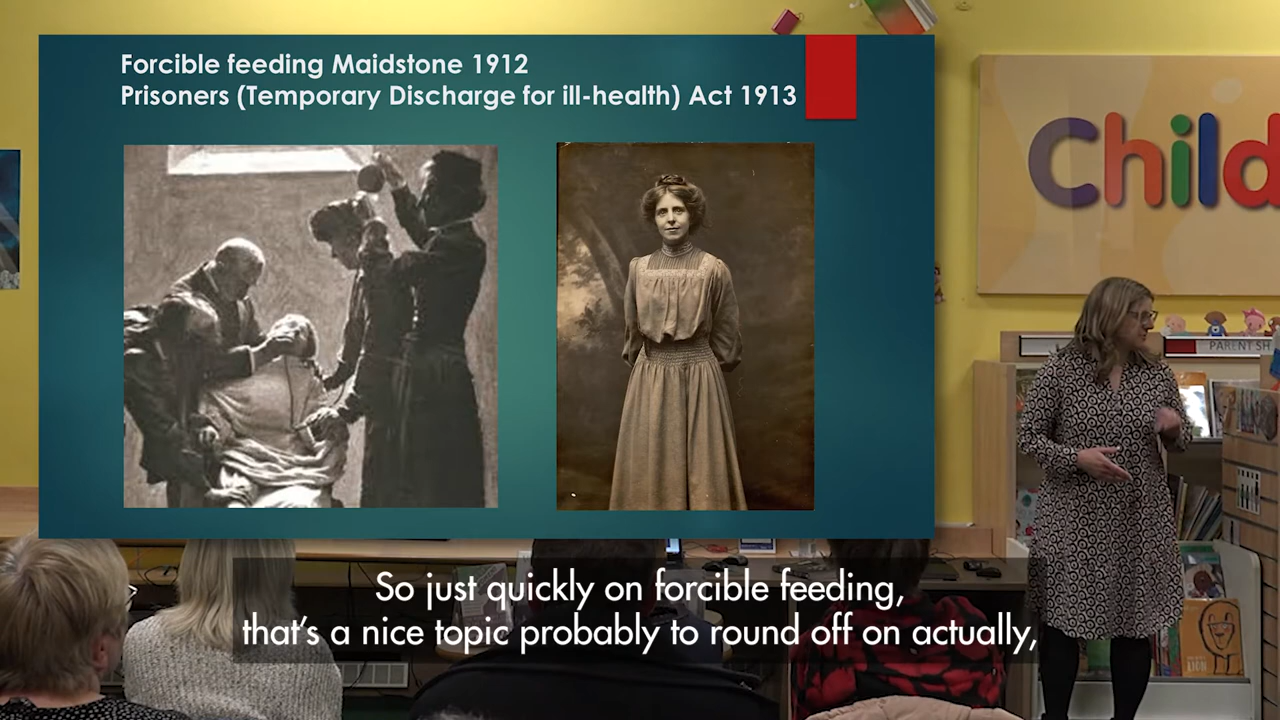 Forcible feeding Maidstone 1912
Prisoners (Temporary Discharge for ill-health) Act 1913
Child
PARENT SH
So just quickly on forcible feeding,
that's a nice topic probably to round off on actually,